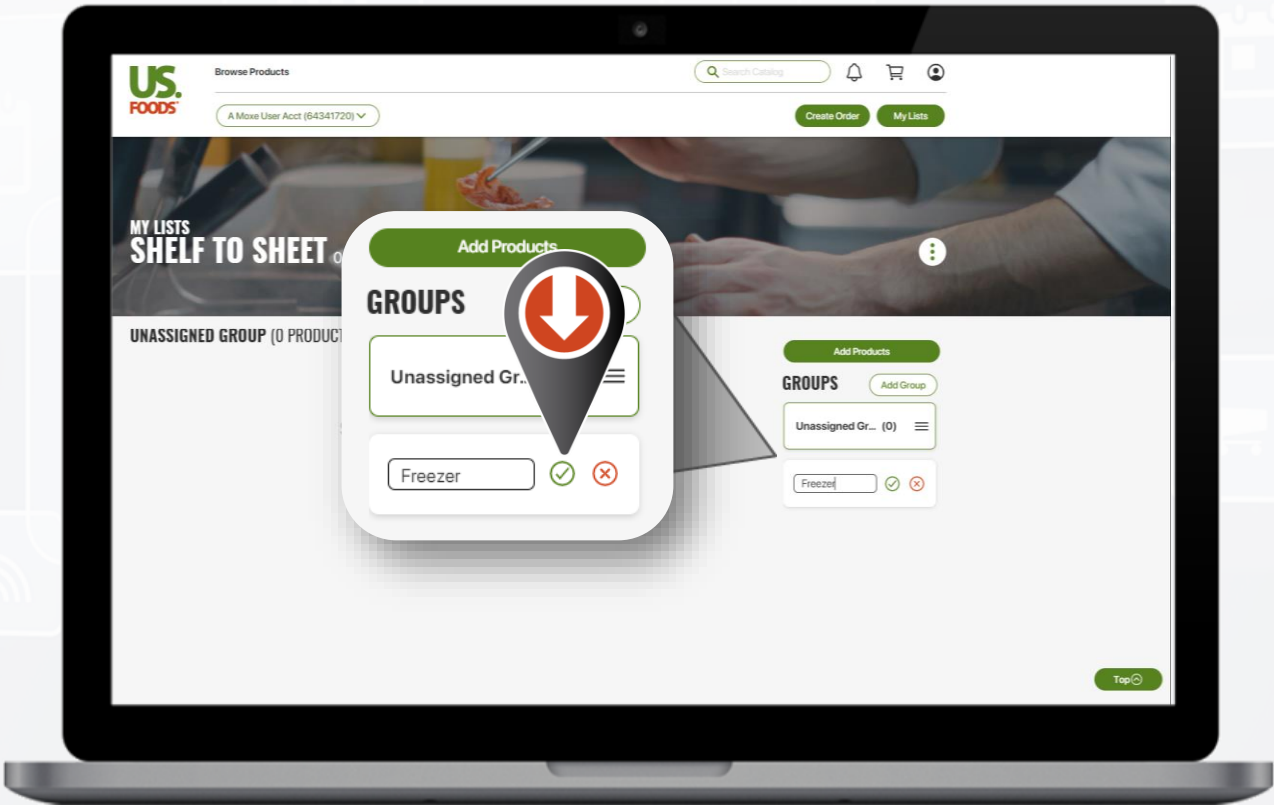 US.
FOODS
Browse Products
Search Catalog
A Moxe User Acct (64341720)
Create Order
My Lists
MY LISTS
SHELF TO SHEET
UNASSIGNED GROUP (0 PRODUCT
Add Products
GROUPS
Unassigned Gr..
Freezer
Add Products
GROUPS
Add Group
Unassigned Gr... (0)
Freezer
Top